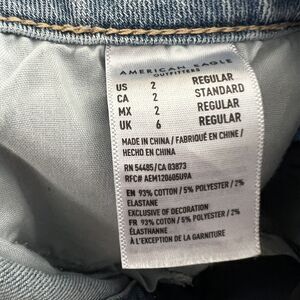 AMERICAN EAGLE
OUTFITTERS
US 2 REGULAR
CA 2 STANDARD
MX 2 REGULAR
UK 6 REGULAR
MADE IN CHINA / FABRIQUÉ EN CHINE /
HECHO EN CHINA
RN 54485/CA 03873
RFC# AEM120605U9A
EN 93% COTTON / 5% POLYESTER / 2%
ELASTANE
EXCLUSIVE OF DECORATION
FR 93% COTON / 5% POLYESTER / 2%
ÉLASTHANNE
À L'EXCEPTION DE LA GARNITURE